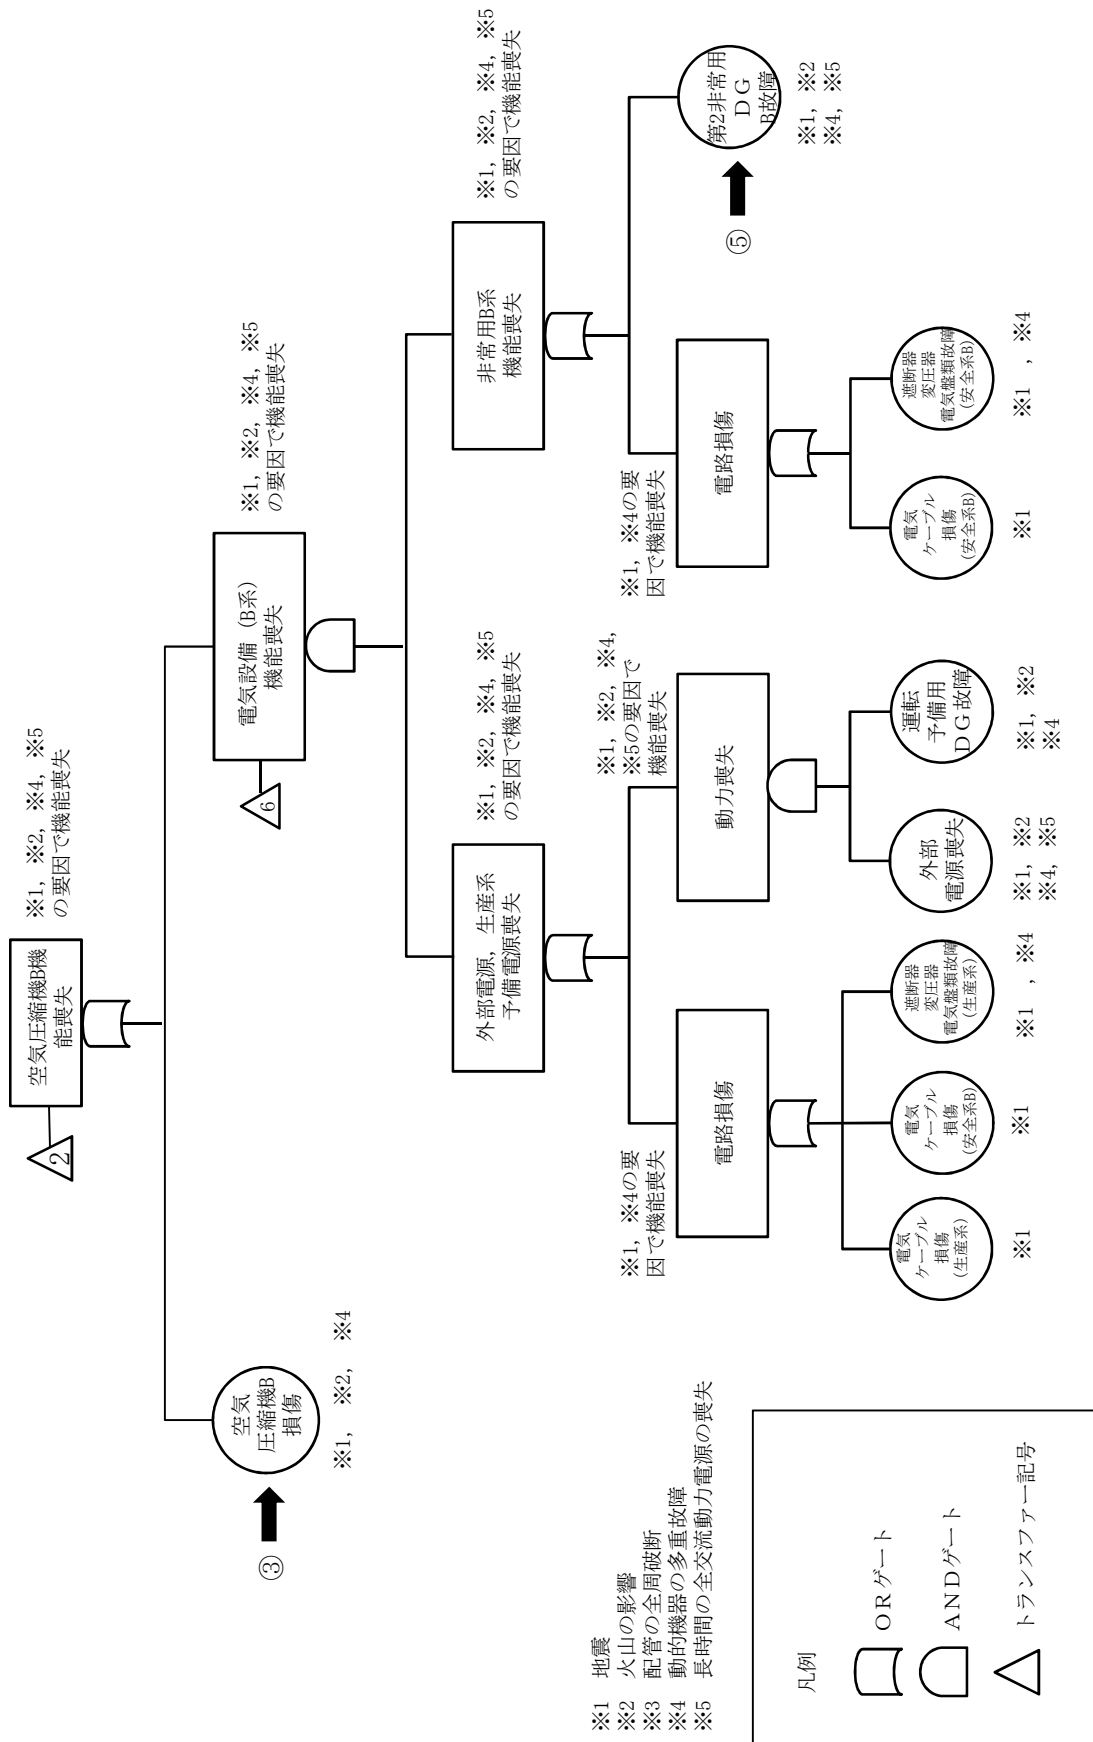 2
空気圧縮機B機
能喪失
※1, ※2, ※4, ※5
の要因で機能喪失
③
空気
圧縮機B
損傷
※1, ※2, ※4
6
電気設備（B系）
機能喪失
※1, ※2, ※4, ※5
の要因で機能喪失
外部電源, 生産系
予備電源喪失
※1, ※2, ※4, ※5
の要因で機能喪失
非常用B系
機能喪失
※1, ※2, ※4, ※5
の要因で機能喪失
※1, ※4の要
因で機能喪失
電路損傷
※1, ※2, ※4,
※5の要因で
機能喪失
動力喪失
※1, ※4の要
因で機能喪失
電路損傷
⑤
第2非常用
ＤＧ
B故障
※1, ※2
※4, ※5
電気
ケーブル
損傷
(生産系)
※1
電気
ケーブル
損傷
(安全系B)
※1
遮断器
変圧器
電気盤類故障
(生産系)
※1 , ※4
外部
電源喪失
※1, ※2
※4, ※5
運転
予備用
ＤＧ故障
※1, ※2
※4
電気
ケーブル
損傷
(安全系B)
※1
遮断器
変圧器
電気盤類故障
(安全系B)
※1 , ※4
※1 地震
※2 火山の影響
※3 配管の全周破断
※4 動的機器の多重故障
※5 長時間の全交流動力電源の喪失
凡例
ＯＲゲート
ＡＮＤゲート
トランスファー記号